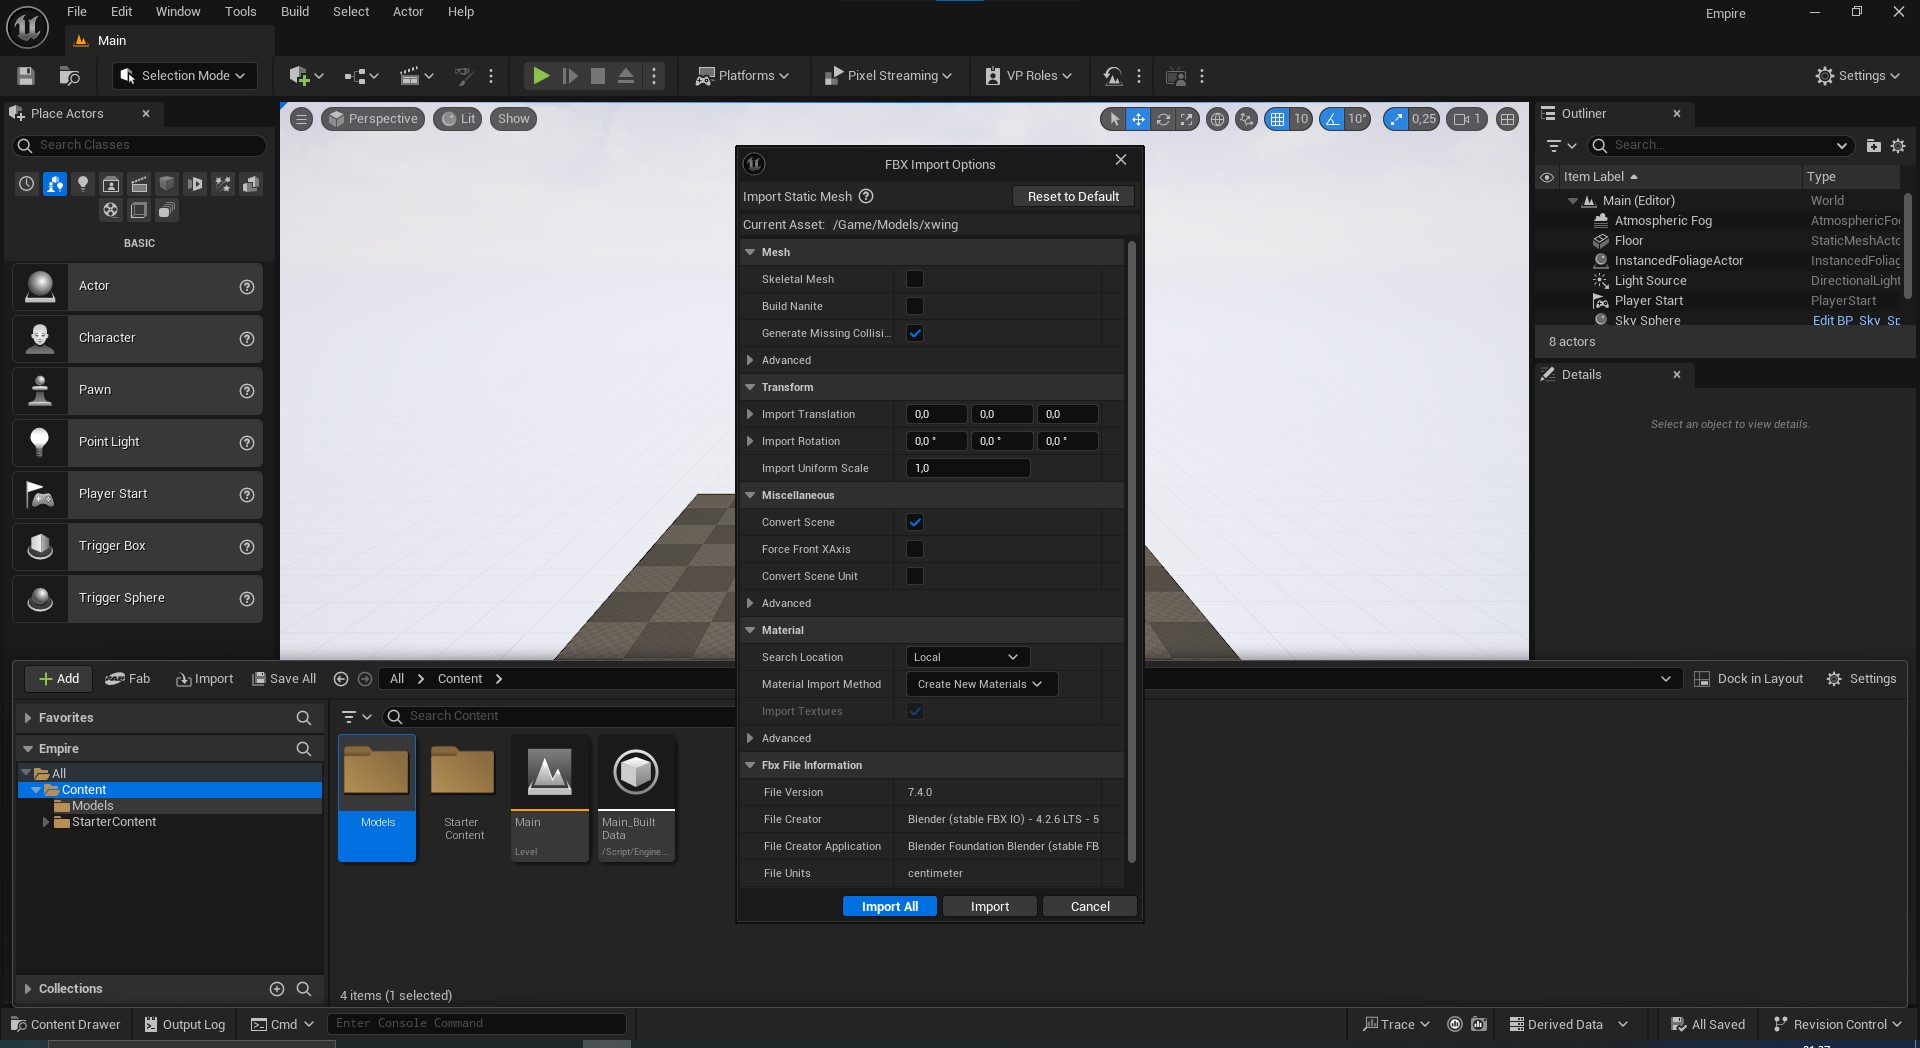 File Edit Window Tools Build Select Actor Help
Empire
Main
Selection Mode
Platforms
Pixel Streaming
VP Roles
Settings
Place Actors
Search Classes
BASIC
Actor
Character
Pawn
Point Light
Player Start
Trigger Box
Trigger Sphere
Perspective
Lit
Show
10
10°
0,25
1
FBX Import Options
Import Static Mesh
Reset to Default
Current Asset: /Game/Models/xwing
Mesh
Skeletal Mesh
Build Nanite
Generate Missing Collisi...
Advanced
Transform
Import Translation 0,0 0,0 0,0
Import Rotation 0,0 ° 0,0 ° 0,0 °
Import Uniform Scale 1,0
Miscellaneous
Convert Scene
Force Front XAxis
Convert Scene Unit
Advanced
Material
Search Location Local
Material Import Method Create New Materials
Import Textures
Advanced
Fbx File Information
File Version 7.4.0
File Creator Blender (stable FBX IO) - 4.2.6 LTS - 5
File Creator Application Blender Foundation Blender (stable FB
File Units centimeter
Import All
Import
Cancel
Outliner
Search...
Item Label Type
Main (Editor) World
Atmospheric Fog AtmosphericFo
Floor StaticMeshActo
InstancedFoliageActor InstancedFoliag
Light Source DirectionalLight
Player Start PlayerStart
Sky Sphere Edit BP_Sky_Sp
8 actors
Details
Select an object to view details.
Add
Fab
Import
Save All
All
Content
Dock in Layout
Settings
Favorites
Empire
All
Content
Models
StarterContent
Collections
Search Content
Models
Starter
Content
Main
Level
Main_Built
Data
/Script/Engine...
4 items (1 selected)
Content Drawer
Output Log
Cmd
Enter Console Command
Trace
Derived Data
All Saved
Revision Control